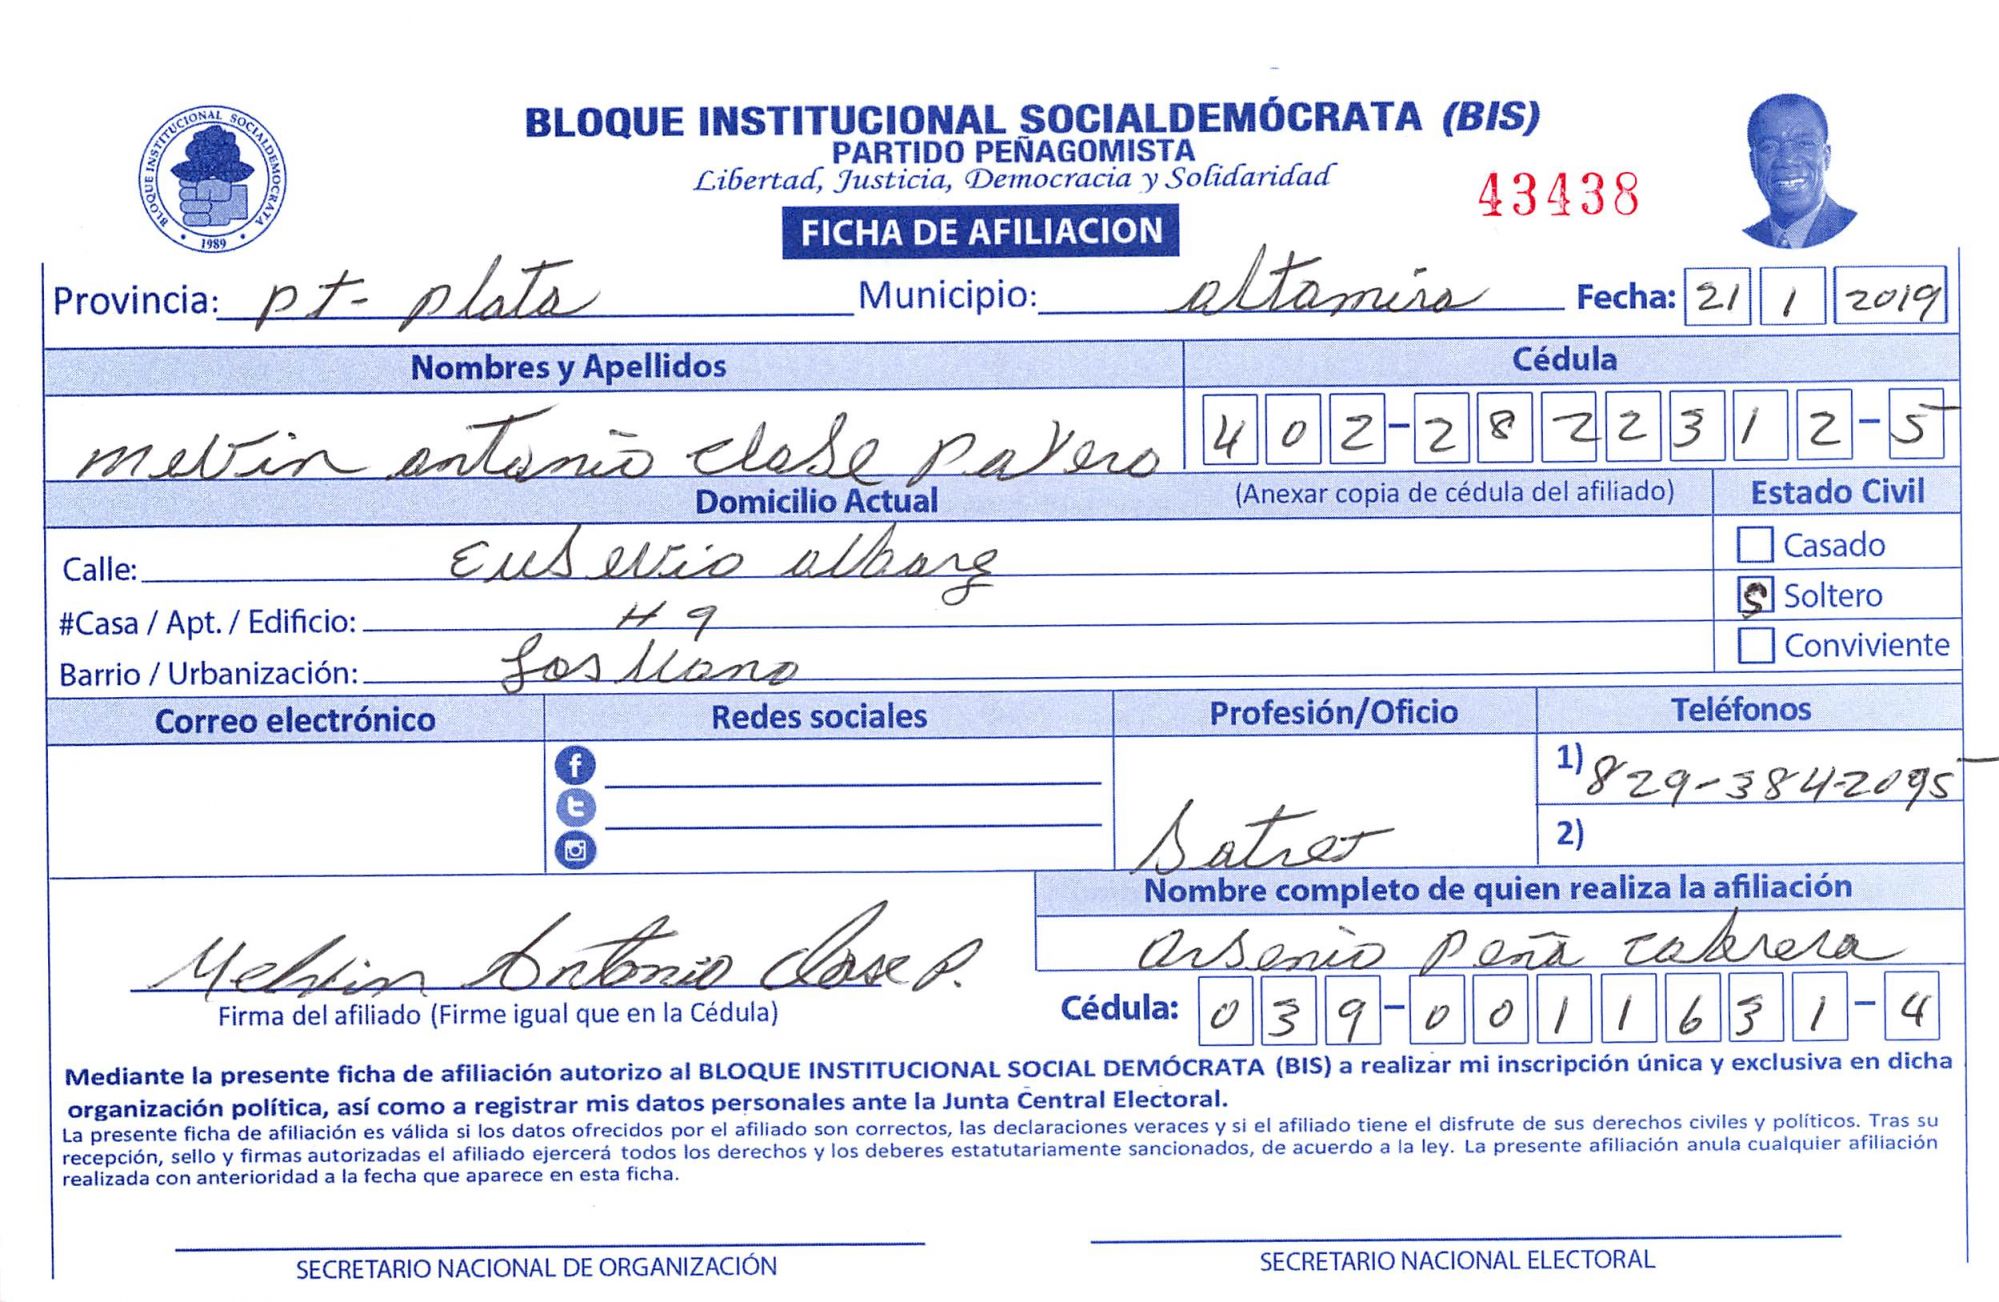 BLOQUE INSTITUCIONAL SOCIALDEMÓCRATA
1989
BLOQUE INSTITUCIONAL SOCIALDEMÓCRATA (BIS)
PARTIDO PEÑAGOMISTA
Libertad, Justicia, Democracia y Solidaridad
43438
FICHA DE AFILIACION
Provincia: pt- plata Municipio: altamira Fecha: 21 1 2019
Nombres y Apellidos Cédula
melvin antonio clase payero 402-2822312-5
Domicilio Actual (Anexar copia de cédula del afiliado) Estado Civil
Calle: Eusevio Casado
#Casa / Apt. / Edificio: # 9 S Soltero
Barrio / Urbanización: Los llano Conviviente
Correo electrónico Redes sociales Profesión/Oficio Teléfonos
1) 829-384-2095
2)
Nombre completo de quien realiza la afiliación
Melvin Antonio Clase P. arsenio peña cabrera
Firma del afiliado (Firme igual que en la Cédula) Cédula: 039-0011631-4
Mediante la presente ficha de afiliación autorizo al BLOQUE INSTITUCIONAL SOCIAL DEMÓCRATA (BIS) a realizar mi inscripción única y exclusiva en dicha
organización política, así como a registrar mis datos personales ante la Junta Central Electoral.
La presente ficha de afiliación es válida si los datos ofrecidos por el afiliado son correctos, las declaraciones veraces y si el afiliado tiene el disfrute de sus derechos civiles y políticos. Tras su
recepción, sello y firmas autorizadas el afiliado ejercerá todos los derechos y los deberes estatutariamente sancionados, de acuerdo a la ley. La presente afiliación anula cualquier afiliación
realizada con anterioridad a la fecha que aparece en esta ficha.
SECRETARIO NACIONAL DE ORGANIZACIÓN SECRETARIO NACIONAL ELECTORAL